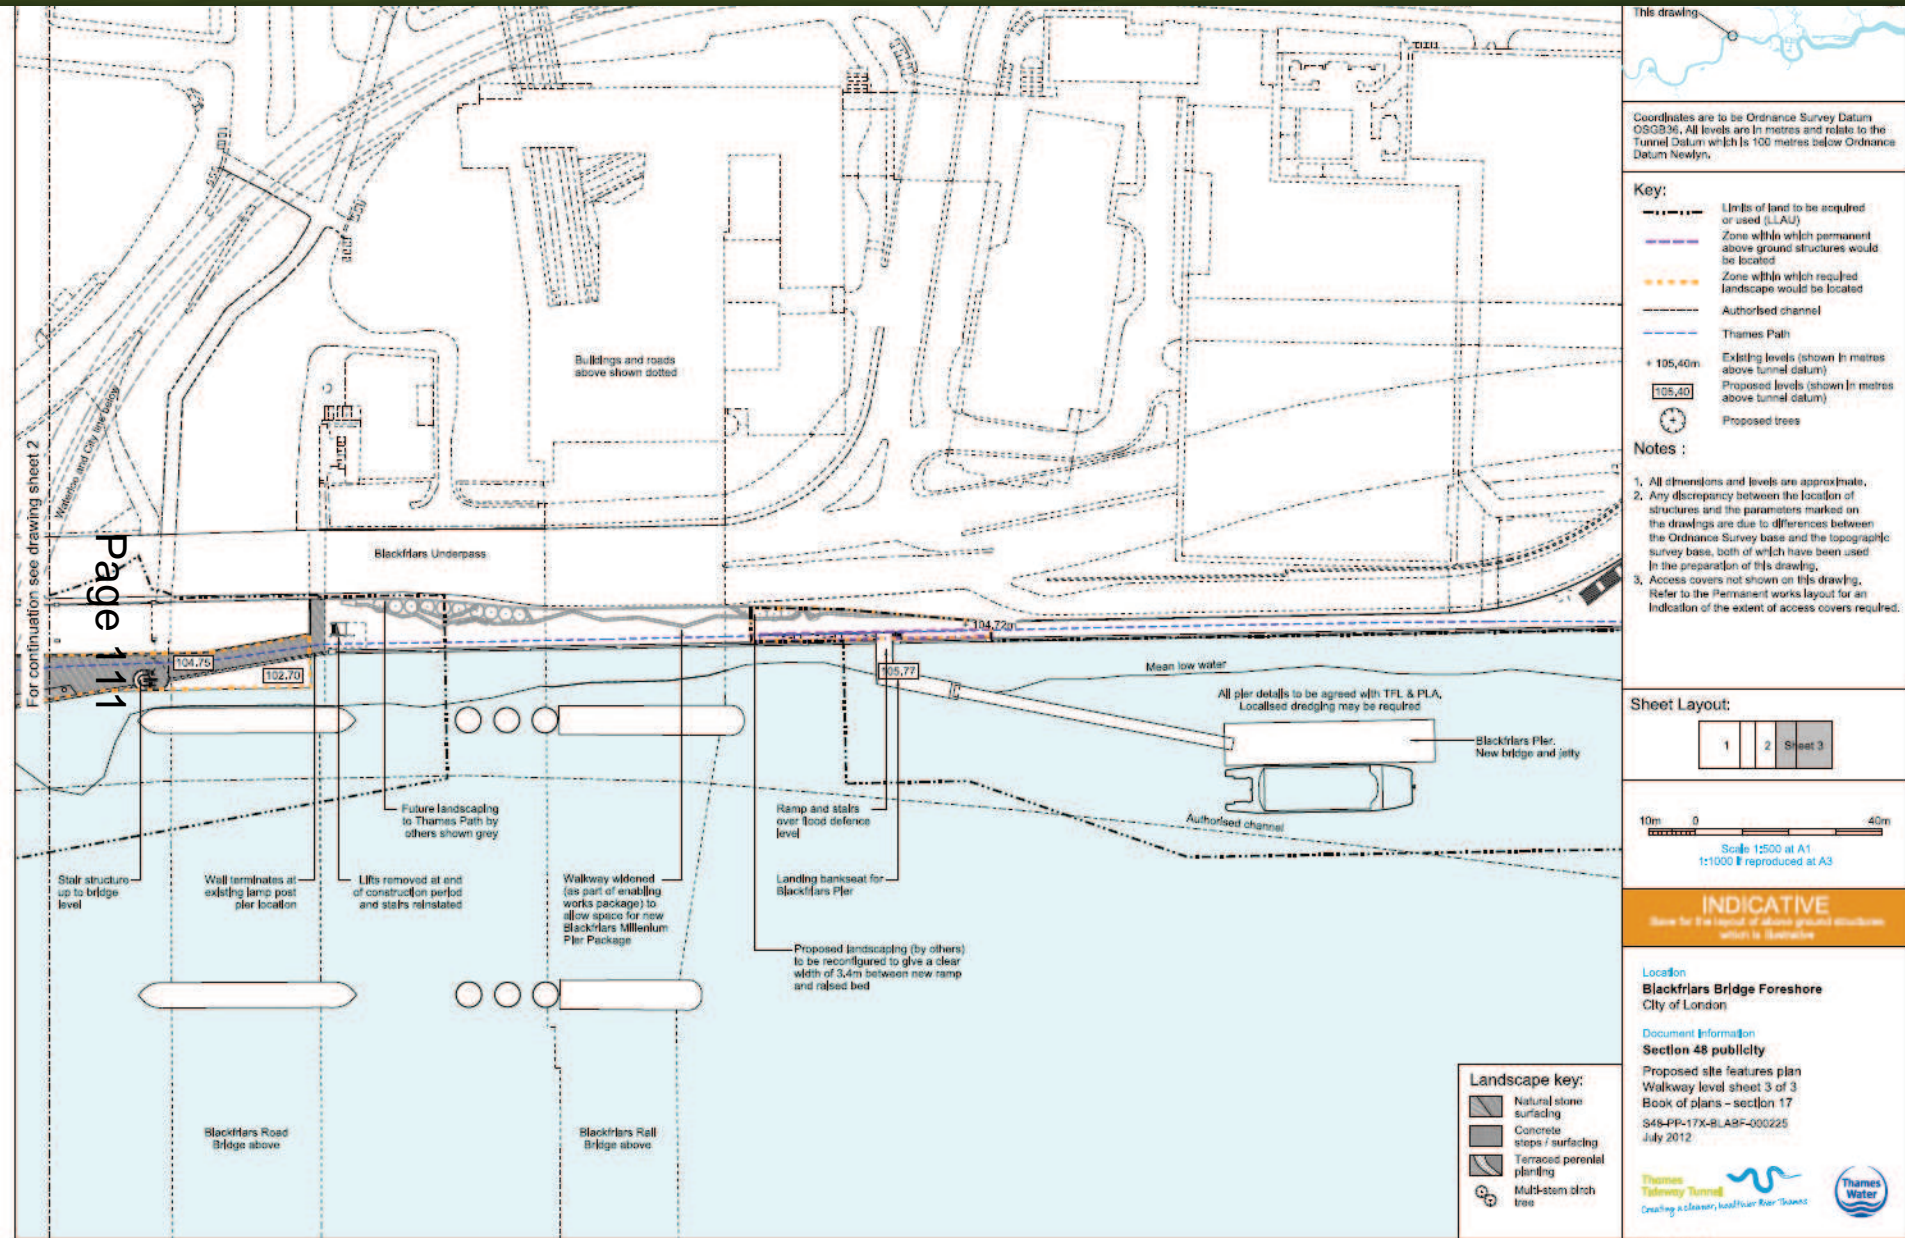 This drawing
Coordinates are to be Ordnance Survey Datum
OSGB36. All levels are in metres and relate to the
Tunnel Datum which is 100 metres below Ordnance
Datum Newlyn.
Key:
Limits of land to be acquired
or used (LLAU)
Zone within which permanent
above ground structures would
be located
Zone within which required
landscape would be located
Authorised channel
Thames Path
+ 105.40m
Existing levels (shown in metres
above tunnel datum)
105.40
Proposed levels (shown in metres
above tunnel datum)
Proposed trees
Notes :
1. All dimensions and levels are approximate.
2. Any discrepancy between the location of
structures and the parameters marked on
the drawings are due to differences between
the Ordnance Survey base and the topographic
survey base, both of which have been used
in the preparation of this drawing.
3. Access covers not shown on this drawing.
Refer to the Permanent works layout for an
indication of the extent of access covers required.
Sheet Layout:
1
2
Sheet 3
10m 0 40m
Scale 1:500 at A1
1:1000 if reproduced at A3
INDICATIVE
Save for the layout of above ground structures
which is illustrative
Location
Blackfriars Bridge Foreshore
City of London
Document Information
Section 48 publicity
Proposed site features plan
Walkway level sheet 3 of 3
Book of plans - section 17
S48-PP-17X-BLABF-000225
July 2012
Thames
Tideway Tunnel
Creating a cleaner, healthier River Thames
Thames
Water
For continuation see drawing sheet 2
Page 111
Waterloo and City line below
Buildings and roads
above shown dotted
Blackfriars Underpass
104.75
102.70
104.72m
105.77
Mean low water
All pier details to be agreed with TFL & PLA.
Localised dredging may be required
Blackfriars Pier.
New bridge and jetty
Authorised channel
Future landscaping
to Thames Path by
others shown grey
Ramp and stairs
over flood defence
level
Stair structure
up to bridge
level
Wall terminates at
existing lamp post
pier location
Lifts removed at end
of construction period
and stairs reinstated
Walkway widened
(as part of enabling
works package) to
allow space for new
Blackfriars Millenium
Pier Package
Landing bankseat for
Blackfriars Pier
Proposed landscaping (by others)
to be reconfigured to give a clear
width of 3.4m between new ramp
and raised bed
Blackfriars Road
Bridge above
Blackfriars Rail
Bridge above
Landscape key:
Natural stone
surfacing
Concrete
steps / surfacing
Terraced perenial
planting
Multi-stem birch
tree